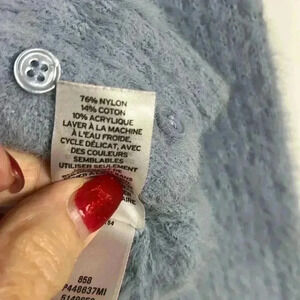 76% NYLON
14% COTON
10% ACRYLIQUE
LAVER À LA MACHINE
À L'EAU FROIDE,
CYCLE DÉLICAT, AVEC
DES COULEURS
SEMBLABLES
UTILISER SEULEMENT
54
858
P448637MI